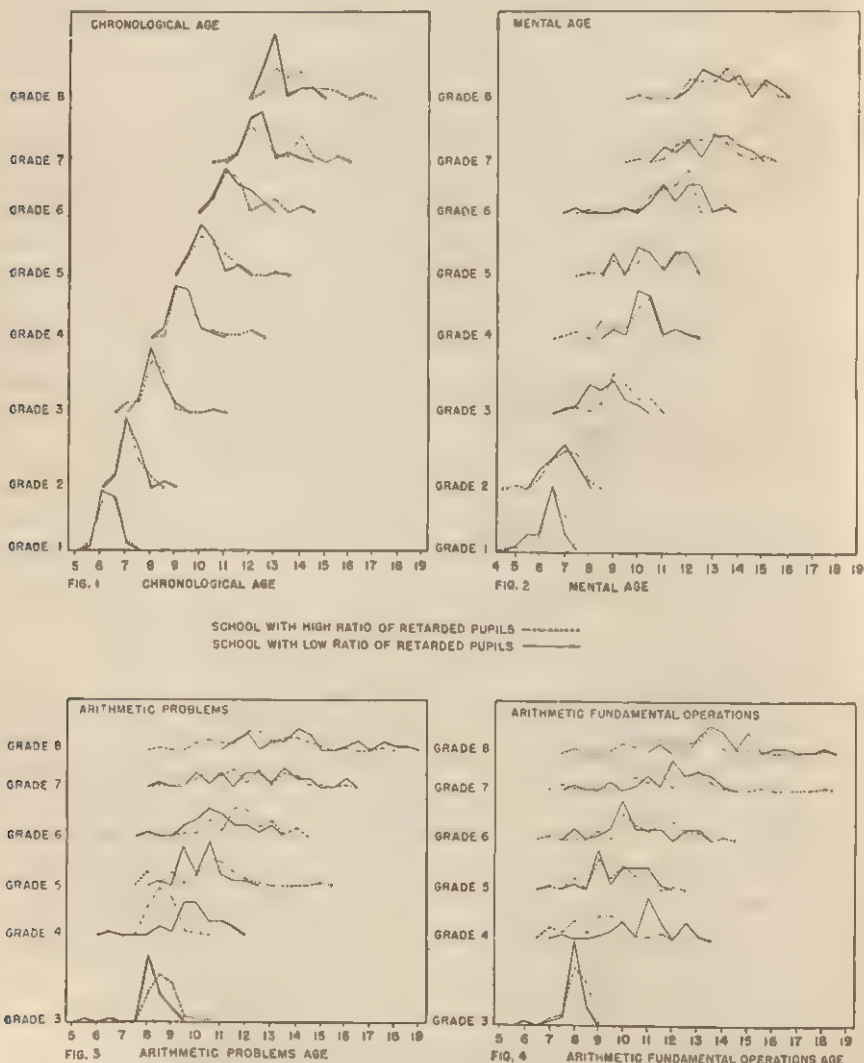 CHRONOLOGICAL AGE
GRADE 8
GRADE 7
GRADE 6
GRADE 5
GRADE 4
GRADE 3
GRADE 2
GRADE 1
5 6 7 8 9 10 11 12 13 14 15 16 17 18 19
FIG. 1 CHRONOLOGICAL AGE
MENTAL AGE
GRADE 8
GRADE 7
GRADE 6
GRADE 5
GRADE 4
GRADE 3
GRADE 2
GRADE 1
4 5 6 7 8 9 10 11 12 13 14 15 16 17 18 19
FIG. 2 MENTAL AGE
SCHOOL WITH HIGH RATIO OF RETARDED PUPILS
SCHOOL WITH LOW RATIO OF RETARDED PUPILS
ARITHMETIC PROBLEMS
GRADE 8
GRADE 7
GRADE 6
GRADE 5
GRADE 4
GRADE 3
5 6 7 8 9 10 11 12 13 14 15 16 17 18 19
FIG. 3 ARITHMETIC PROBLEMS AGE
ARITHMETIC FUNDAMENTAL OPERATIONS
GRADE 8
GRADE 7
GRADE 6
GRADE 5
GRADE 4
GRADE 3
5 6 7 8 9 10 11 12 13 14 15 16 17 18 19
FIG. 4 ARITHMETIC FUNDAMENTAL OPERATIONS AGE